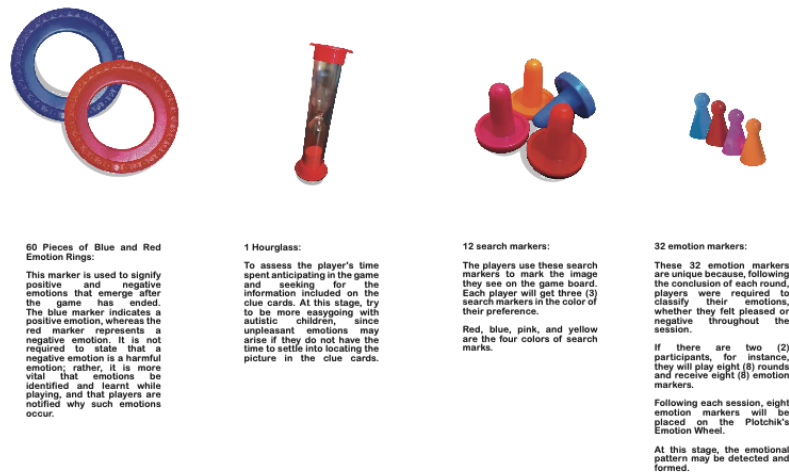 60 Pieces of Blue and Red
Emotion Rings:
This marker is used to signify
positive and negative
emotions that emerge after
the game has ended.
The blue marker indicates a
positive emotion, whereas the
red marker represents a
negative emotion. It is not
required to state that a
negative emotion is a harmful
emotion; rather, it is more
vital that emotions be
identified and learnt while
playing, and that players are
notified why such emotions
occur.
1 Hourglass:
To assess the player's time
spent anticipating in the game
and seeking for the
information included on the
clue cards. At this stage, try
to be more easygoing with
autistic children, since
unpleasant emotions may
arise if they do not have the
time to settle into locating the
picture in the clue cards.
12 search markers:
The players use these search
markers to mark the image
they see on the game board.
Each player will get three (3)
search markers in the color of
their preference.
Red, blue, pink, and yellow
are the four colors of search
marks.
32 emotion markers:
These 32 emotion markers
are unique because, following
the conclusion of each round,
players were required to
classify their emotions,
whether they felt pleased or
negative throughout the
session.
If there are two (2)
participants, for instance,
they will play eight (8) rounds
and receive eight (8) emotion
markers.
Following each session, eight
emotion markers will be
placed on the Plotchik's
Emotion Wheel.
At this stage, the emotional
pattern may be detected and
formed.